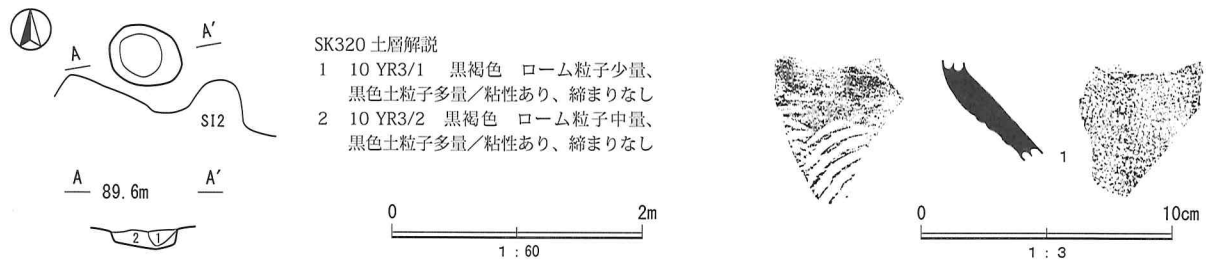 A
A′
SI2
A
89.6m
A′
2
1
SK320 土層解説
1 10 YR3/1 黒褐色 ローム粒子少量、
黒色土粒子多量／粘性あり、締まりなし
2 10 YR3/2 黒褐色 ローム粒子中量、
黒色土粒子多量／粘性あり、締まりなし
0
2m
1 : 60
1
0
10cm
1 : 3